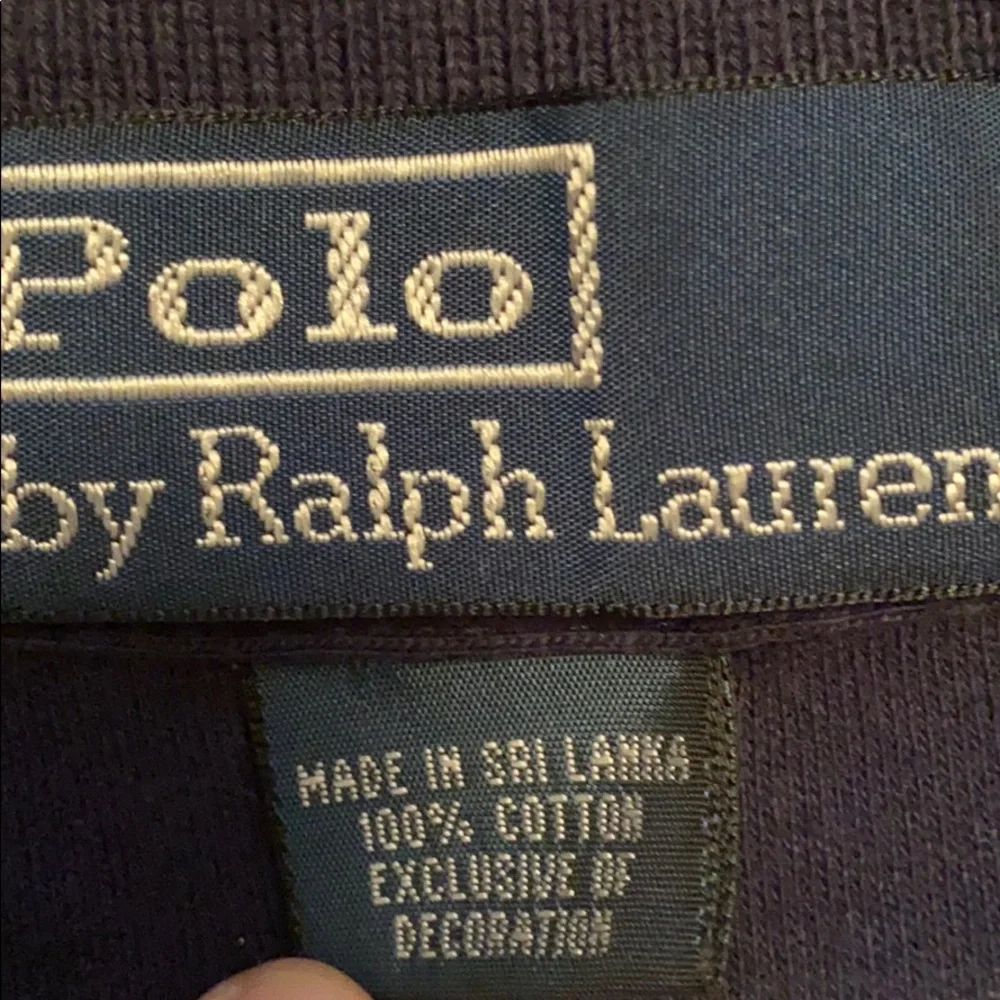 Polo
by Ralph Lauren
MADE IN SRI LANKA
100% COTTON
EXCLUSIVE OF
DECORATION